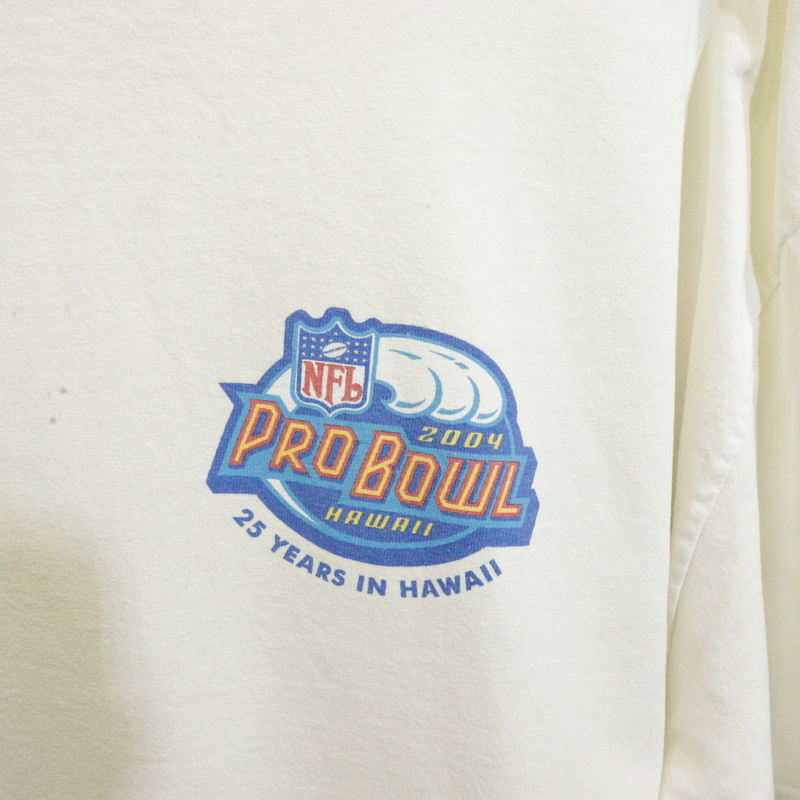 NFL
2004
PRO BOWL
HAWAII
25 YEARS IN HAWAII